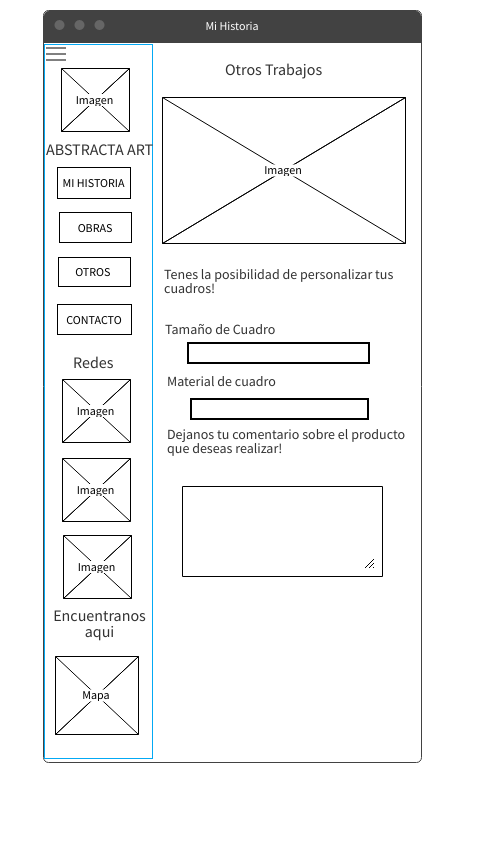 Mi Historia
Imagen
ABSTRACTA ART
MI HISTORIA
OBRAS
OTROS
CONTACTO
Redes
Imagen
Imagen
Imagen
Encuentranos
aqui
Mapa
Otros Trabajos
Imagen
Tenes la posibilidad de personalizar tus
cuadros!
Tamaño de Cuadro
Material de cuadro
Dejanos tu comentario sobre el producto
que deseas realizar!